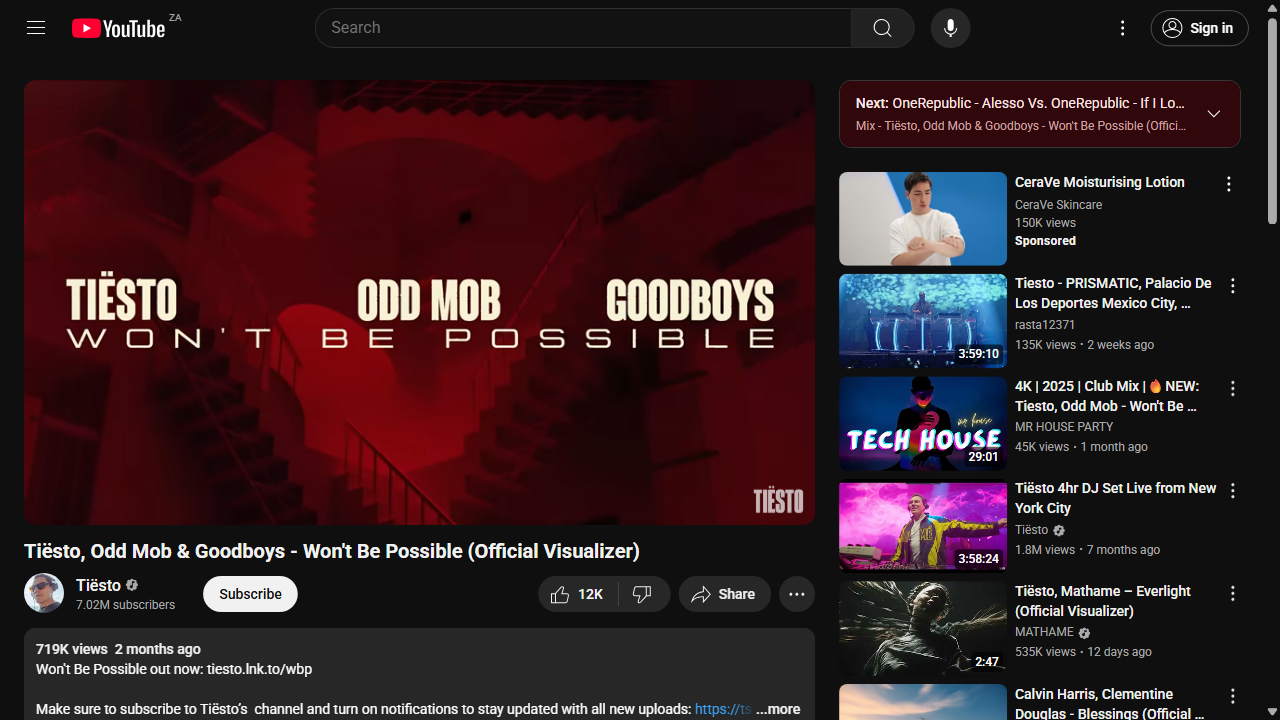 YouTube ZA
Search
Sign in
TIËSTO ODD MOB GOODBOYS
WON'T BE POSSIBLE
TIËSTO
Tiësto, Odd Mob & Goodboys - Won't Be Possible (Official Visualizer)
Tiësto
7.02M subscribers
Subscribe
12K
Share
719K views 2 months ago
Won't Be Possible out now: tiesto.lnk.to/wbp
Make sure to subscribe to Tiësto's channel and turn on notifications to stay updated with all new uploads: https://ts ...more
Next: OneRepublic - Alesso Vs. OneRepublic - If I Lo...
Mix - Tiësto, Odd Mob & Goodboys - Won't Be Possible (Offici...
CeraVe Moisturising Lotion
CeraVe Skincare
150K views
Sponsored
Tiesto - PRISMATIC, Palacio De
Los Deportes Mexico City, ...
rasta12371
135K views • 2 weeks ago
3:59:10
4K | 2025 | Club Mix | 🔥 NEW:
Tiesto, Odd Mob - Won't Be ...
MR HOUSE PARTY
45K views • 1 month ago
mr house
TECH HOUSE
29:01
Tiësto 4hr DJ Set Live from New
York City
Tiësto
1.8M views • 7 months ago
3:58:24
Tiësto, Mathame – Everlight
(Official Visualizer)
MATHAME
535K views • 12 days ago
2:47
Calvin Harris, Clementine
Douglas - Blessings (Official ...